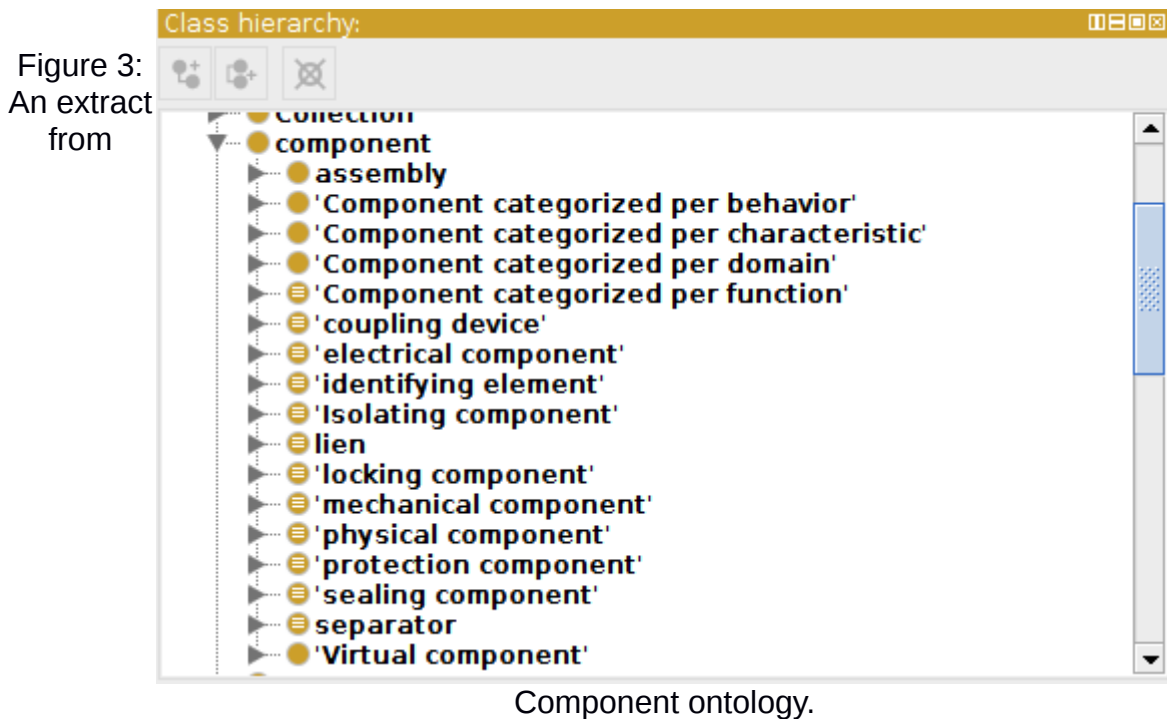 Class hierarchy:
Figure 3:
An extract
from
Collection
component
assembly
'Component categorized per behavior'
'Component categorized per characteristic'
'Component categorized per domain'
'Component categorized per function'
'coupling device'
'electrical component'
'identifying element'
'Isolating component'
lien
'locking component'
'mechanical component'
'physical component'
'protection component'
'sealing component'
separator
'Virtual component'
Component ontology.